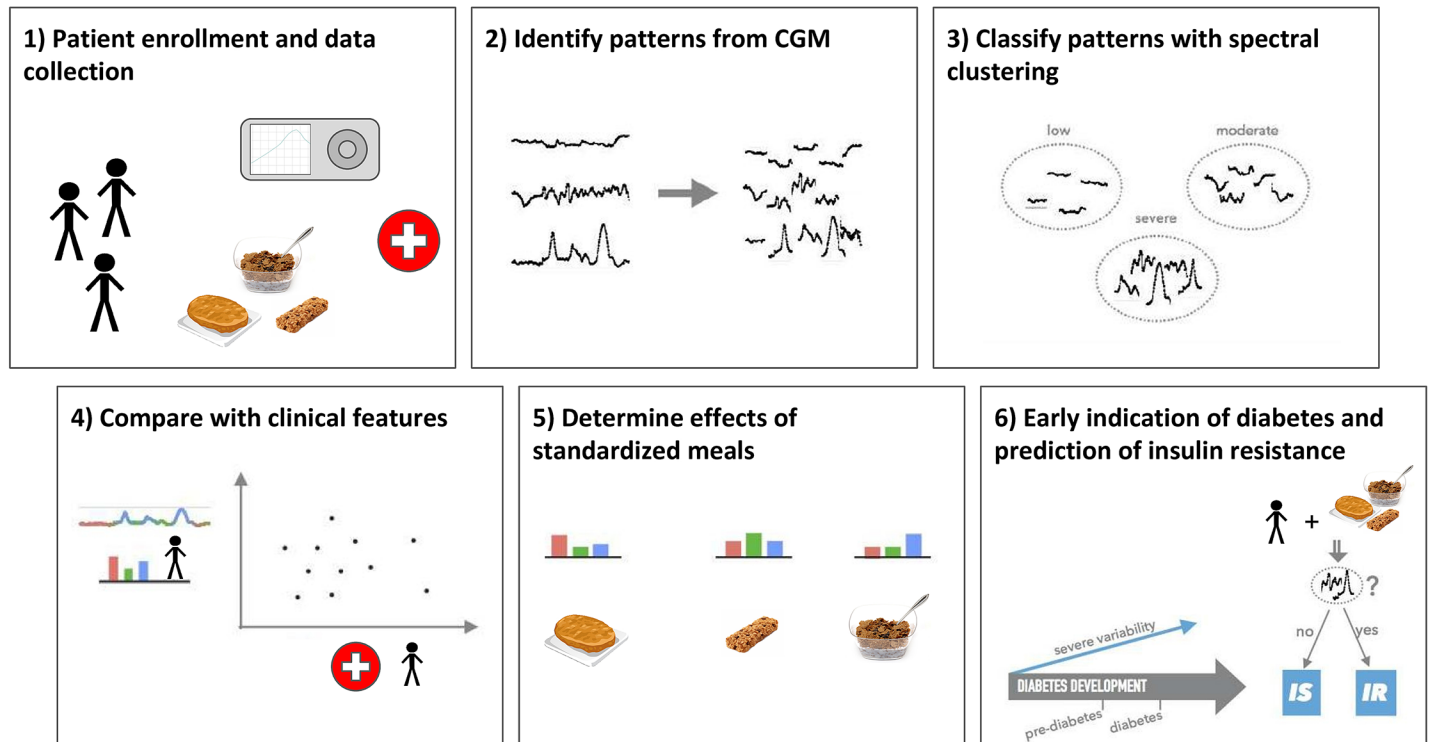 1) Patient enrollment and data
collection
2) Identify patterns from CGM
3) Classify patterns with spectral
clustering
low
moderate
severe
4) Compare with clinical features
5) Determine effects of
standardized meals
6) Early indication of diabetes and
prediction of insulin resistance
+
?
no
yes
IS
IR
severe variability
DIABETES DEVELOPMENT
pre-diabetes
diabetes